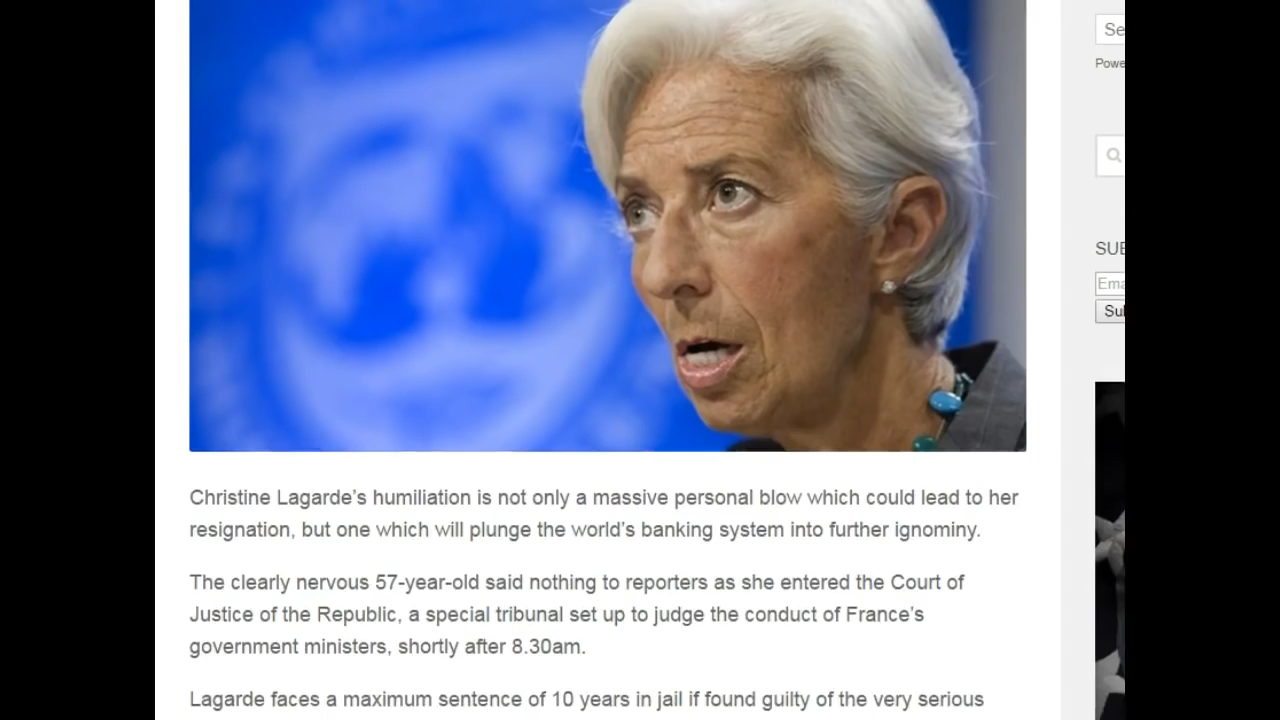 Se
Powe
SUB
Ema
Sub
Christine Lagarde’s humiliation is not only a massive personal blow which could lead to her
resignation, but one which will plunge the world’s banking system into further ignominy.
The clearly nervous 57-year-old said nothing to reporters as she entered the Court of
Justice of the Republic, a special tribunal set up to judge the conduct of France’s
government ministers, shortly after 8.30am.
Lagarde faces a maximum sentence of 10 years in jail if found guilty of the very serious